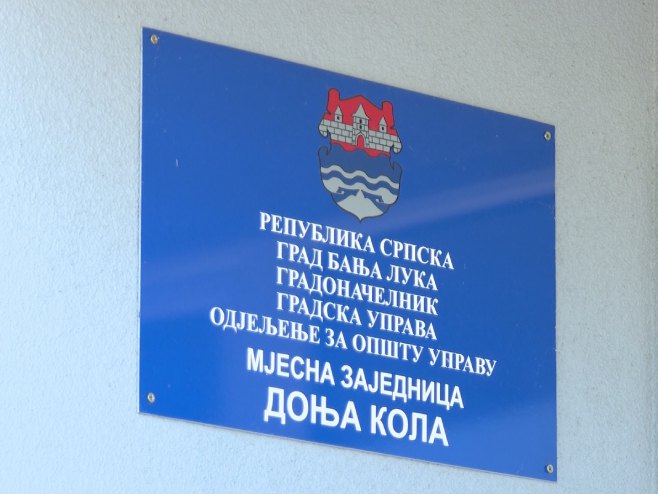 РЕПУБЛИКА СРПСКА
ГРАД БАЊА ЛУКА
ГРАДОНАЧЕЛНИК
ГРАДСКА УПРАВА
ОДЈЕЉЕЊЕ ЗА ОПШТУ УПРАВУ
МЈЕСНА ЗАЈЕДНИЦА
ДОЊА КОЛА